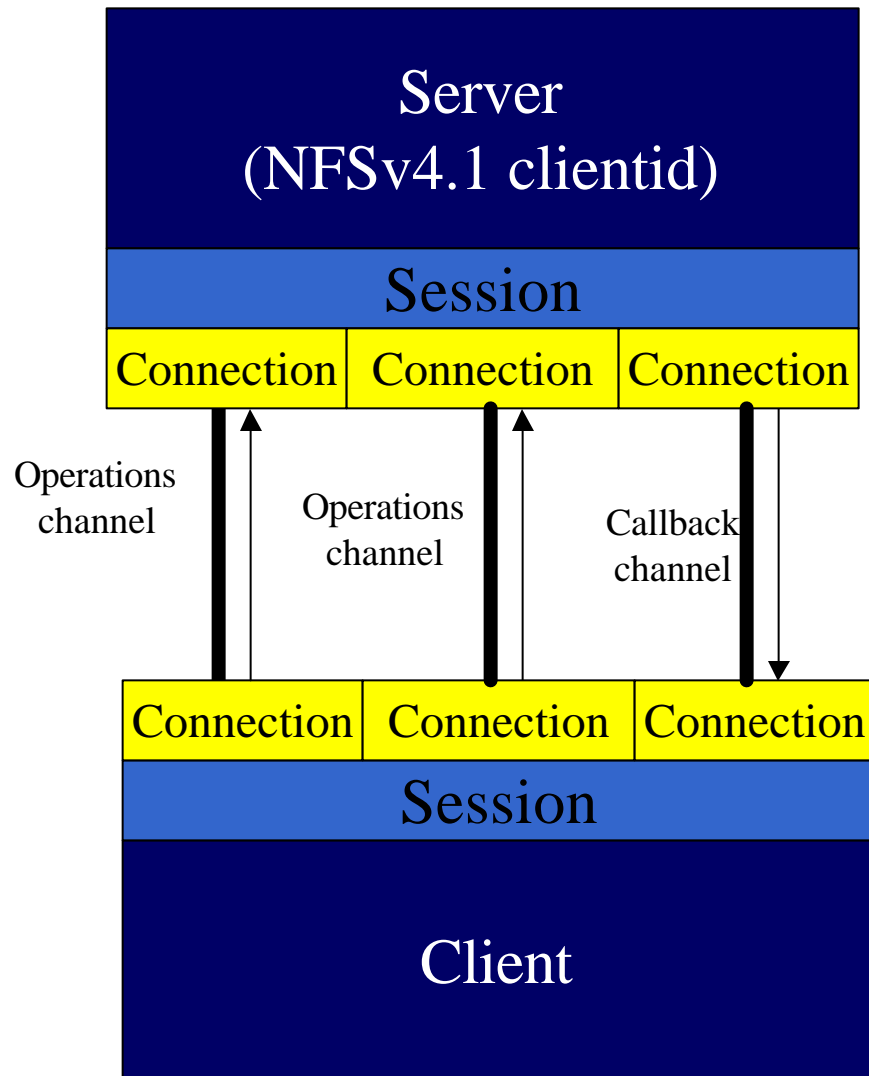 Server
(NFSv4.1 clientid)
Session
Connection
Connection
Connection
Operations
channel
Operations
channel
Callback
channel
Connection
Connection
Connection
Session
Client